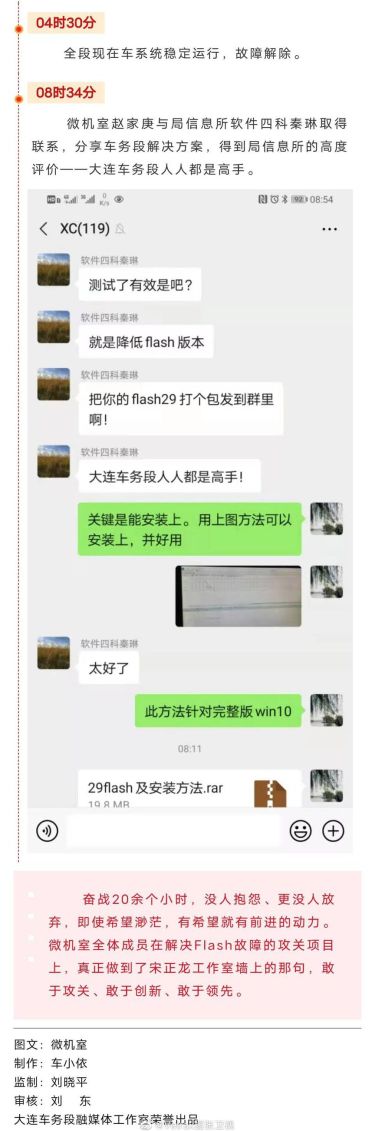 04时30分
全段现在车系统稳定运行，故障解除。
08时34分
微机室赵家庚与局信息所软件四科秦琳取得
联系，分享车务段解决方案，得到局信息所的高度
评价——大连车务段人人都是高手。
08:54
XC(119)
软件四科秦琳
测试了有效是吧？
软件四科秦琳
就是降低 flash 版本
软件四科秦琳
把你的 flash29 打个包发到群里
啊！
软件四科秦琳
大连车务段人人都是高手！
关键是能安装上。用上图方法可以
安装上，并好用
软件四科秦琳
太好了
此方法针对完整版 win10
08:11
29flash 及安装方法.rar
19.8 MB
奋战20余个小时，没人抱怨、更没人放
弃，即使希望渺茫，有希望就有前进的动力。
微机室全体成员在解决Flash故障的攻关项目
上，真正做到了宋正龙工作室墙上的那句，敢
于攻关、敢于创新、敢于领先。
图文：微机室
制作：车小依
监制：刘晓平
审核：刘　东
大连车务段融媒体工作室荣誉出品